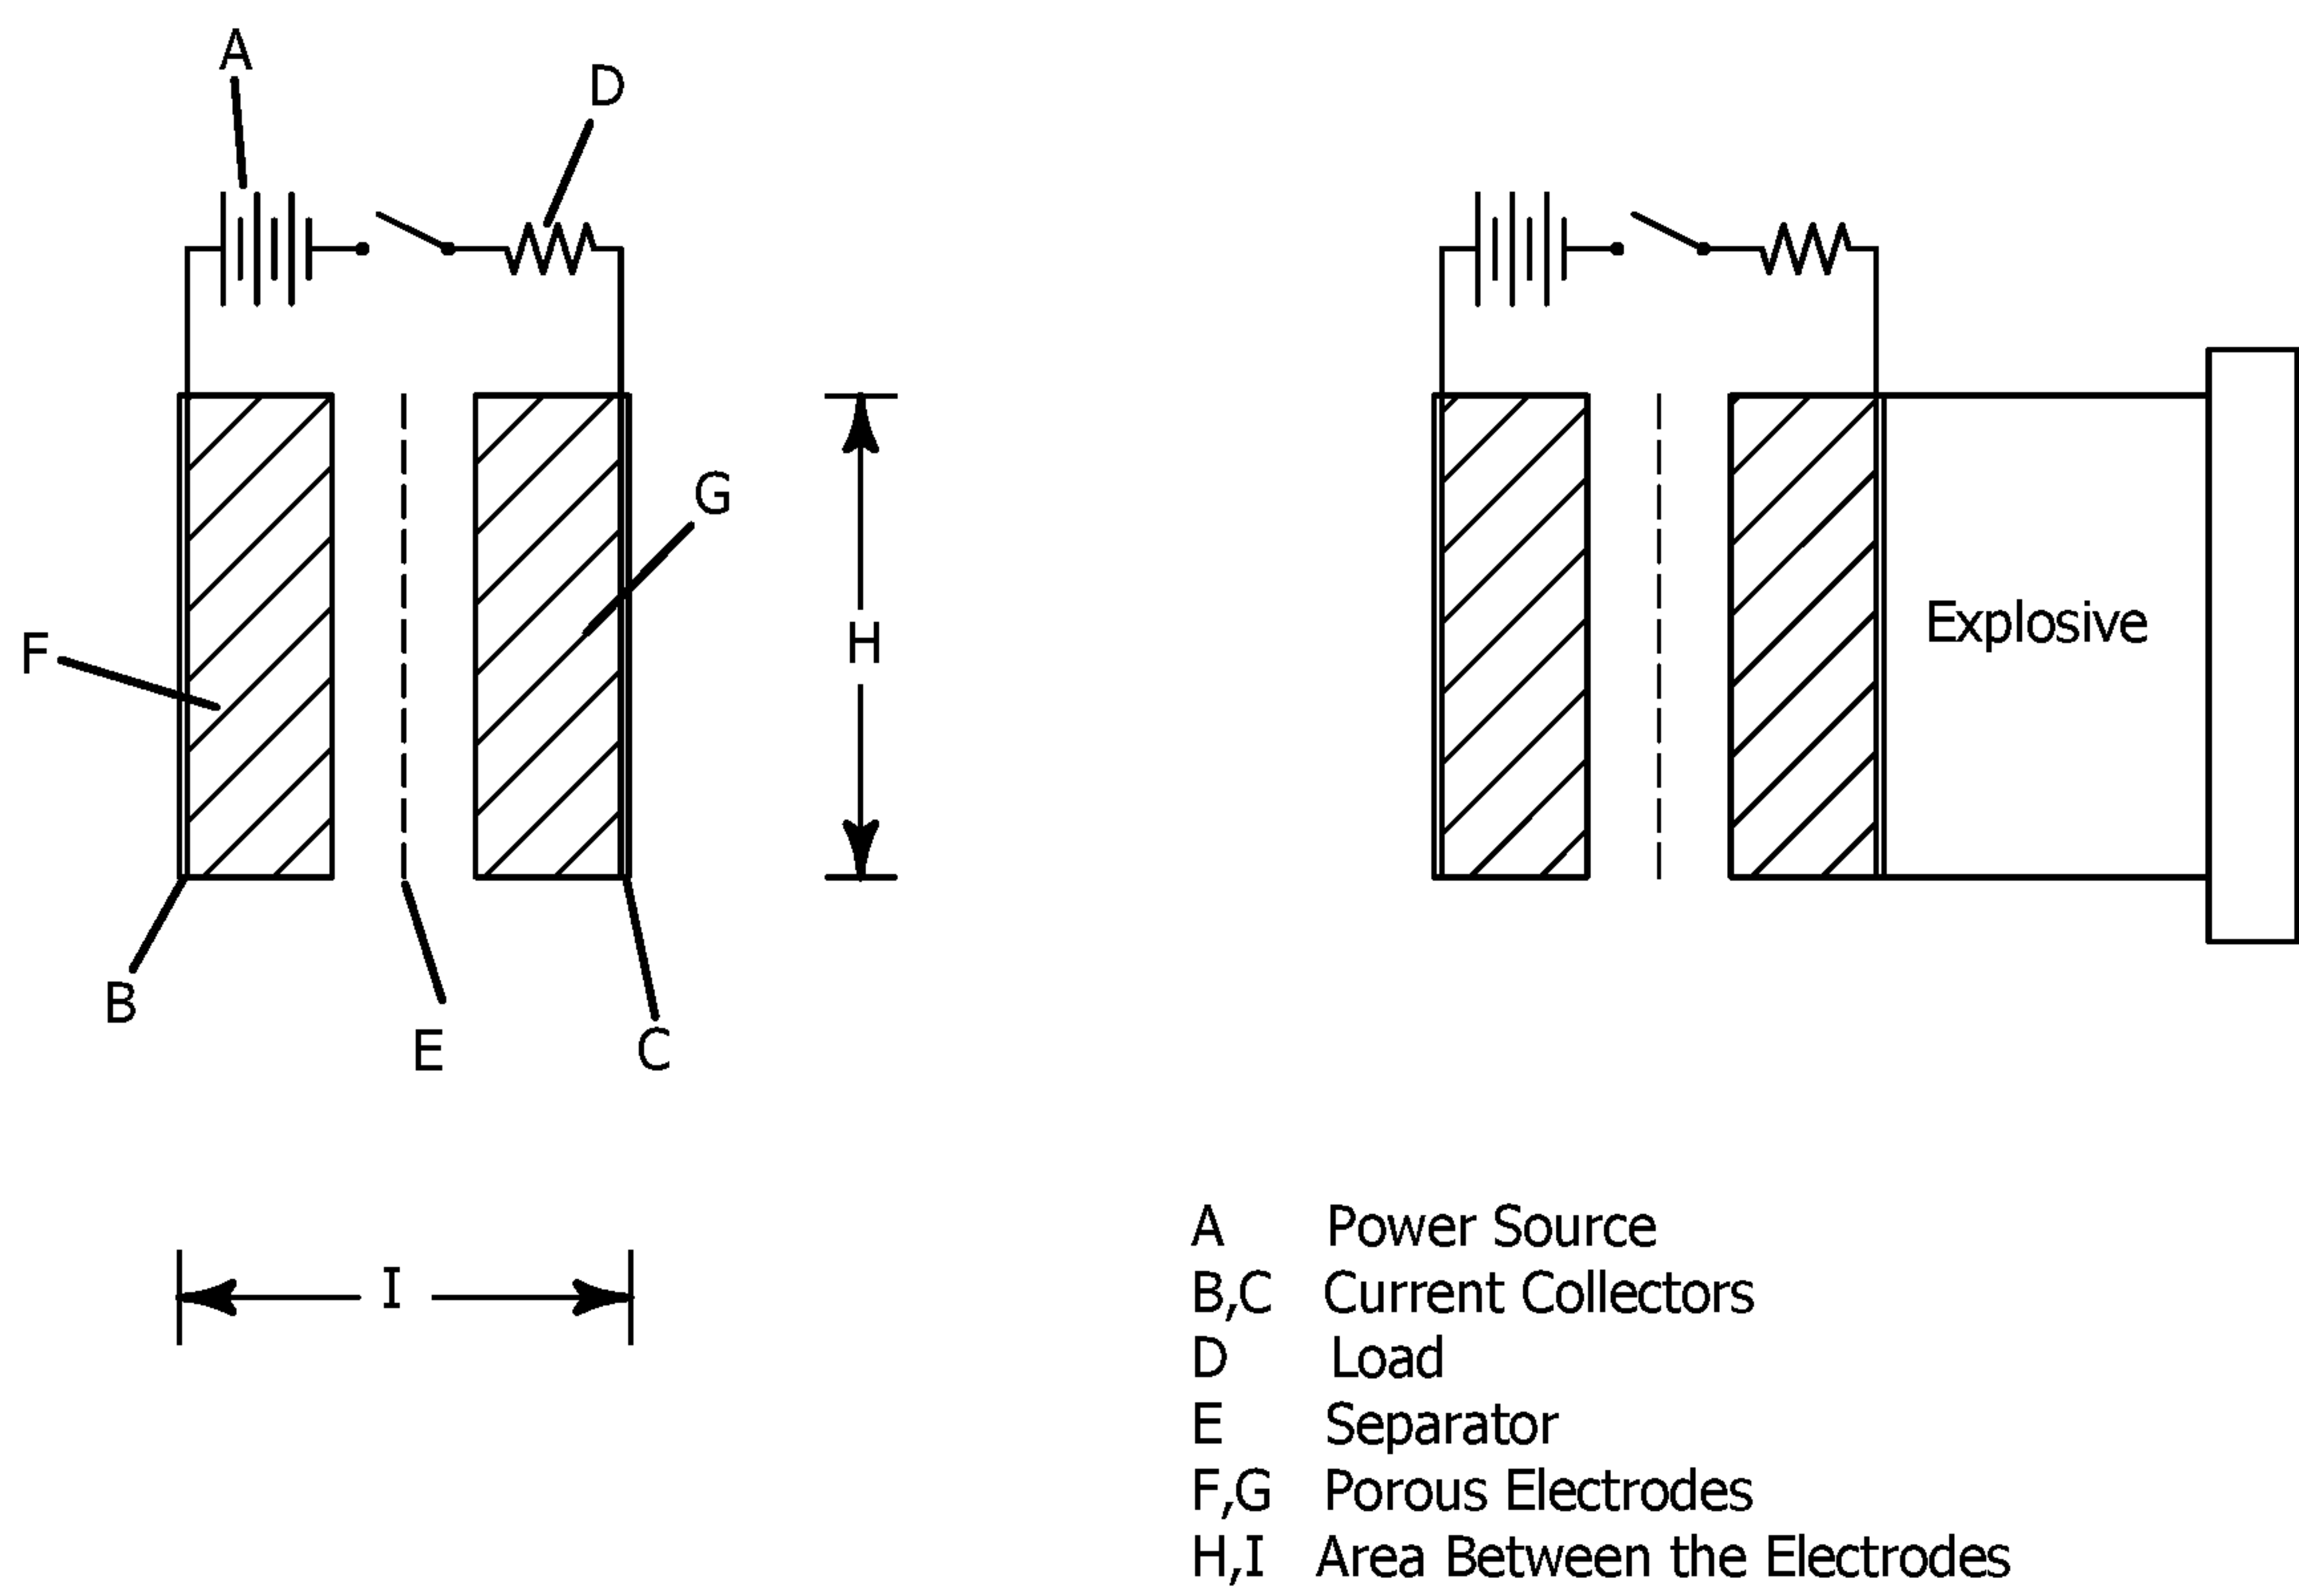 A
D
G
H
F
Explosive
B
E
C
I
A Power Source
B,C Current Collectors
D Load
E Separator
F,G Porous Electrodes
H,I Area Between the Electrodes